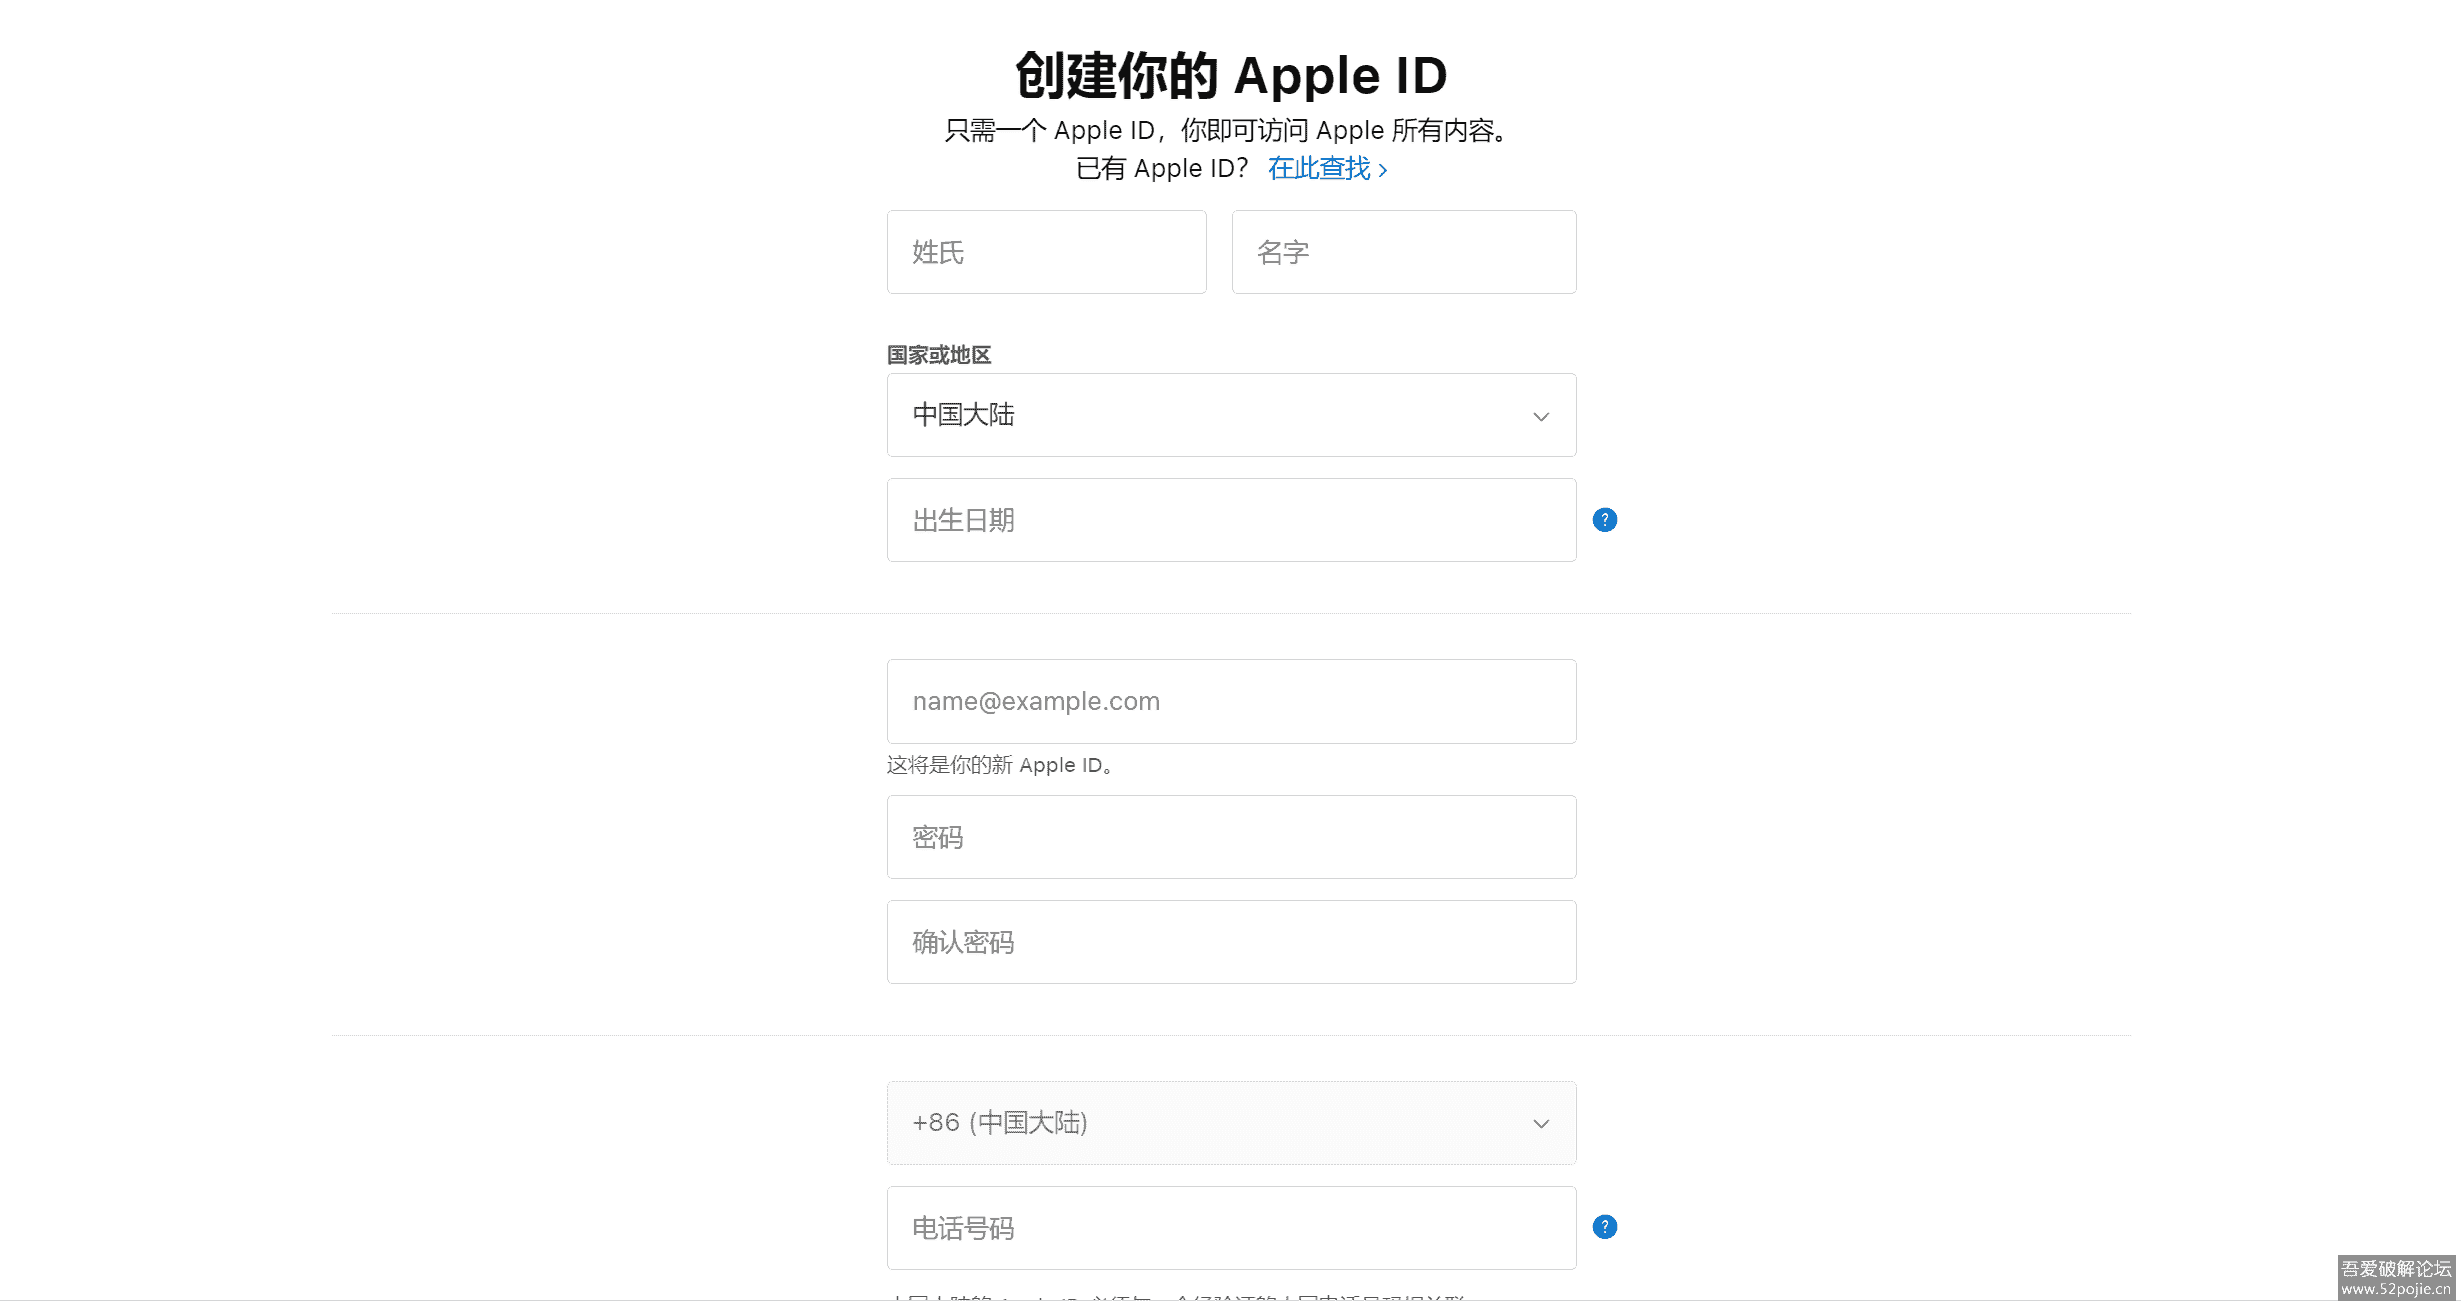 创建你的 Apple ID
只需一个 Apple ID，你即可访问 Apple 所有内容。
已有 Apple ID？ 在此查找 >
姓氏 名字
国家或地区
中国大陆
出生日期 ?
name@example.com
这将是你的新 Apple ID。
密码
确认密码
+86 (中国大陆)
电话号码 ?
吾爱破解论坛
www.52pojie.cn